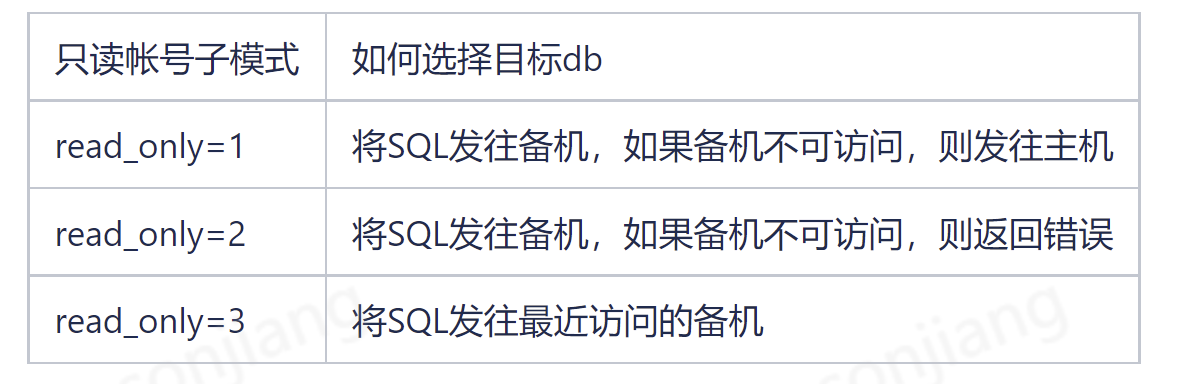 只读帐号子模式 如何选择目标db
read_only=1 将SQL发往备机，如果备机不可访问，则发往主机
read_only=2 将SQL发往备机，如果备机不可访问，则返回错误
read_only=3 将SQL发往最近访问的备机
sonjiang sonjiang